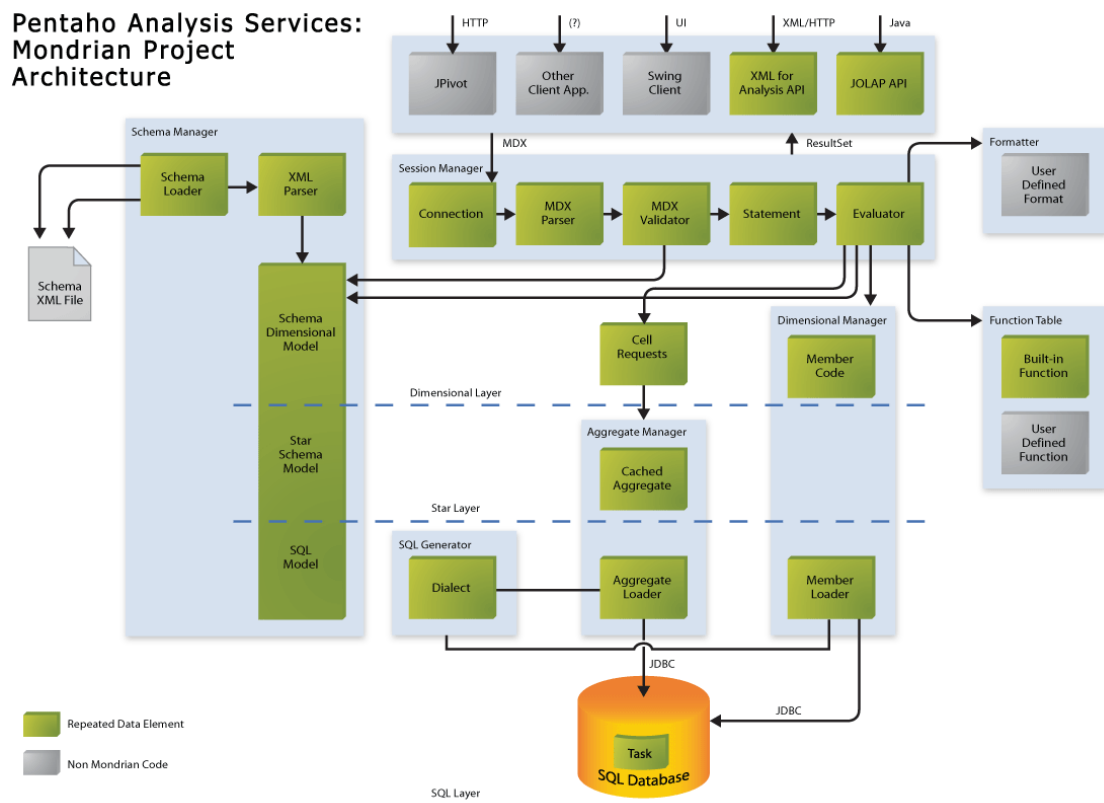 Pentaho Analysis Services:
Mondrian Project
Architecture
HTTP
(?)
UI
XML/HTTP
Java
JPivot
Other
Client App.
Swing
Client
XML for
Analysis API
JOLAP API
MDX
ResultSet
Schema Manager
Schema
Loader
XML
Parser
Schema
XML File
Schema
Dimensional
Model
Star
Schema
Model
SQL
Model
Session Manager
Connection
MDX
Parser
MDX
Validator
Statement
Evaluator
Formatter
User
Defined
Format
Cell
Requests
Dimensional Manager
Member
Code
Function Table
Built-in
Function
User
Defined
Function
Dimensional Layer
Aggregate Manager
Cached
Aggregate
Star Layer
SQL Generator
Dialect
Aggregate
Loader
Member
Loader
JDBC
JDBC
Task
SQL Database
Repeated Data Element
Non Mondrian Code
SQL Layer